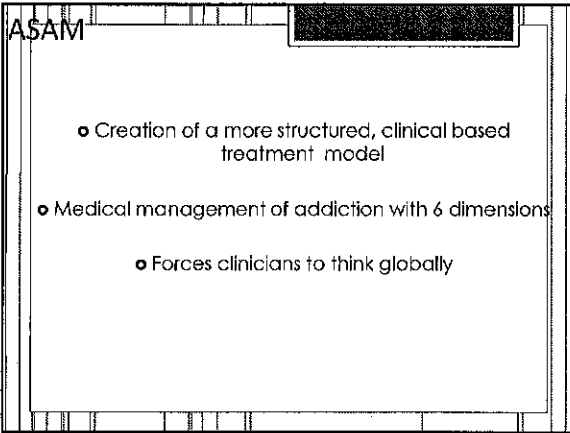 ASAM
o Creation of a more structured, clinical based
treatment model
o Medical management of addiction with 6 dimensions
o Forces clinicians to think globally